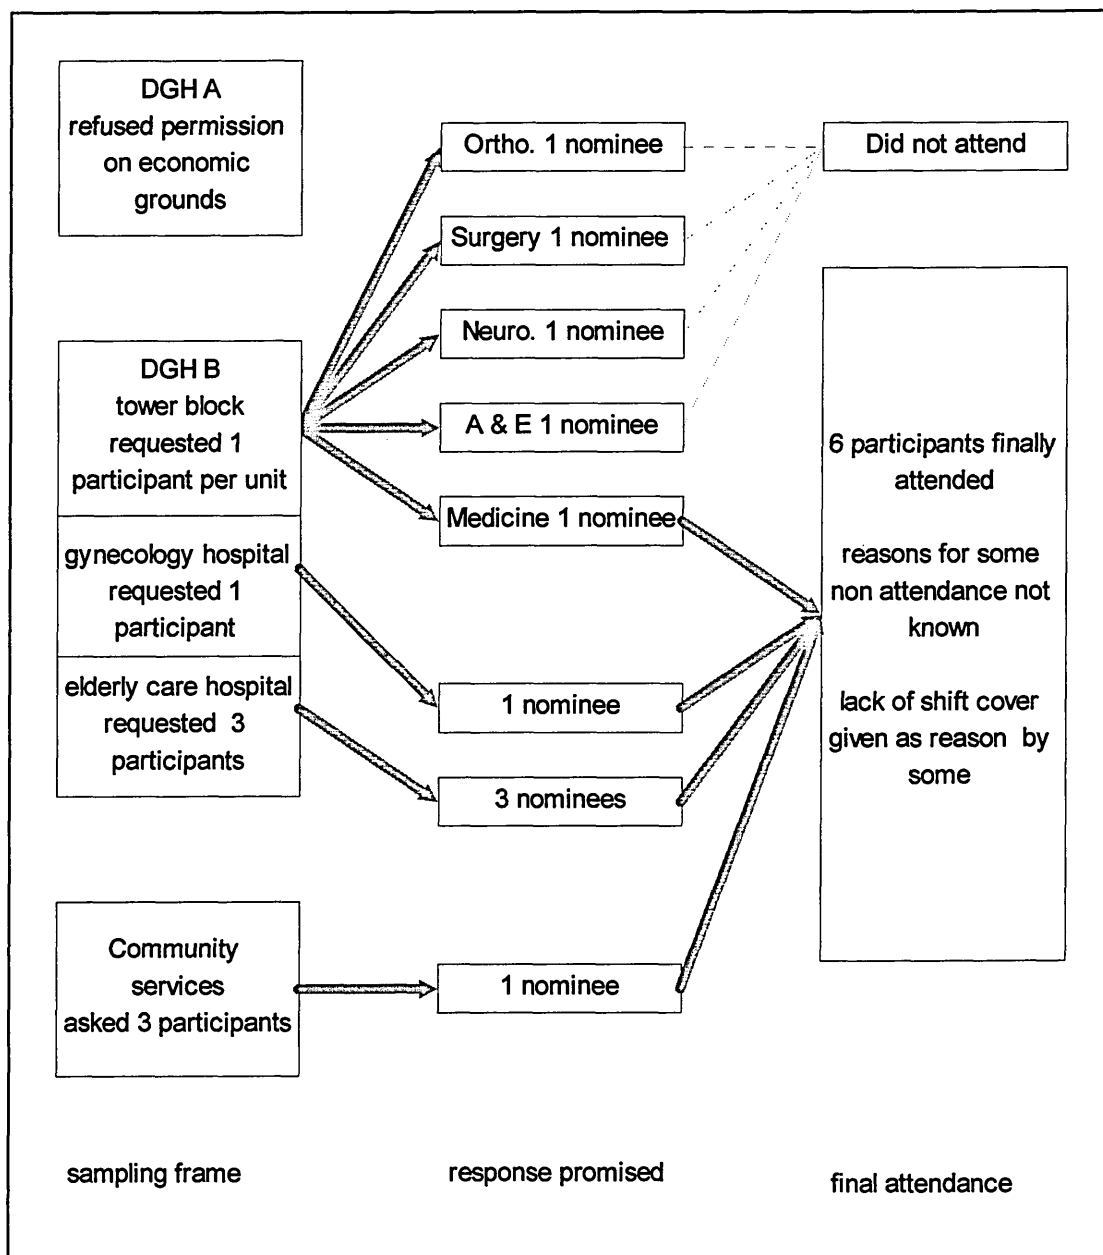 DGH A
refused permission
on economic
grounds
DGH B
tower block
requested 1
participant per unit
gynecology hospital
requested 1
participant
elderly care hospital
requested 3
participants
Community
services
asked 3 participants
sampling frame
Ortho. 1 nominee
Surgery 1 nominee
Neuro. 1 nominee
A & E 1 nominee
Medicine 1 nominee
1 nominee
3 nominees
1 nominee
response promised
Did not attend
6 participants finally
attended
reasons for some
non attendance not
known
lack of shift cover
given as reason by
some
final attendance